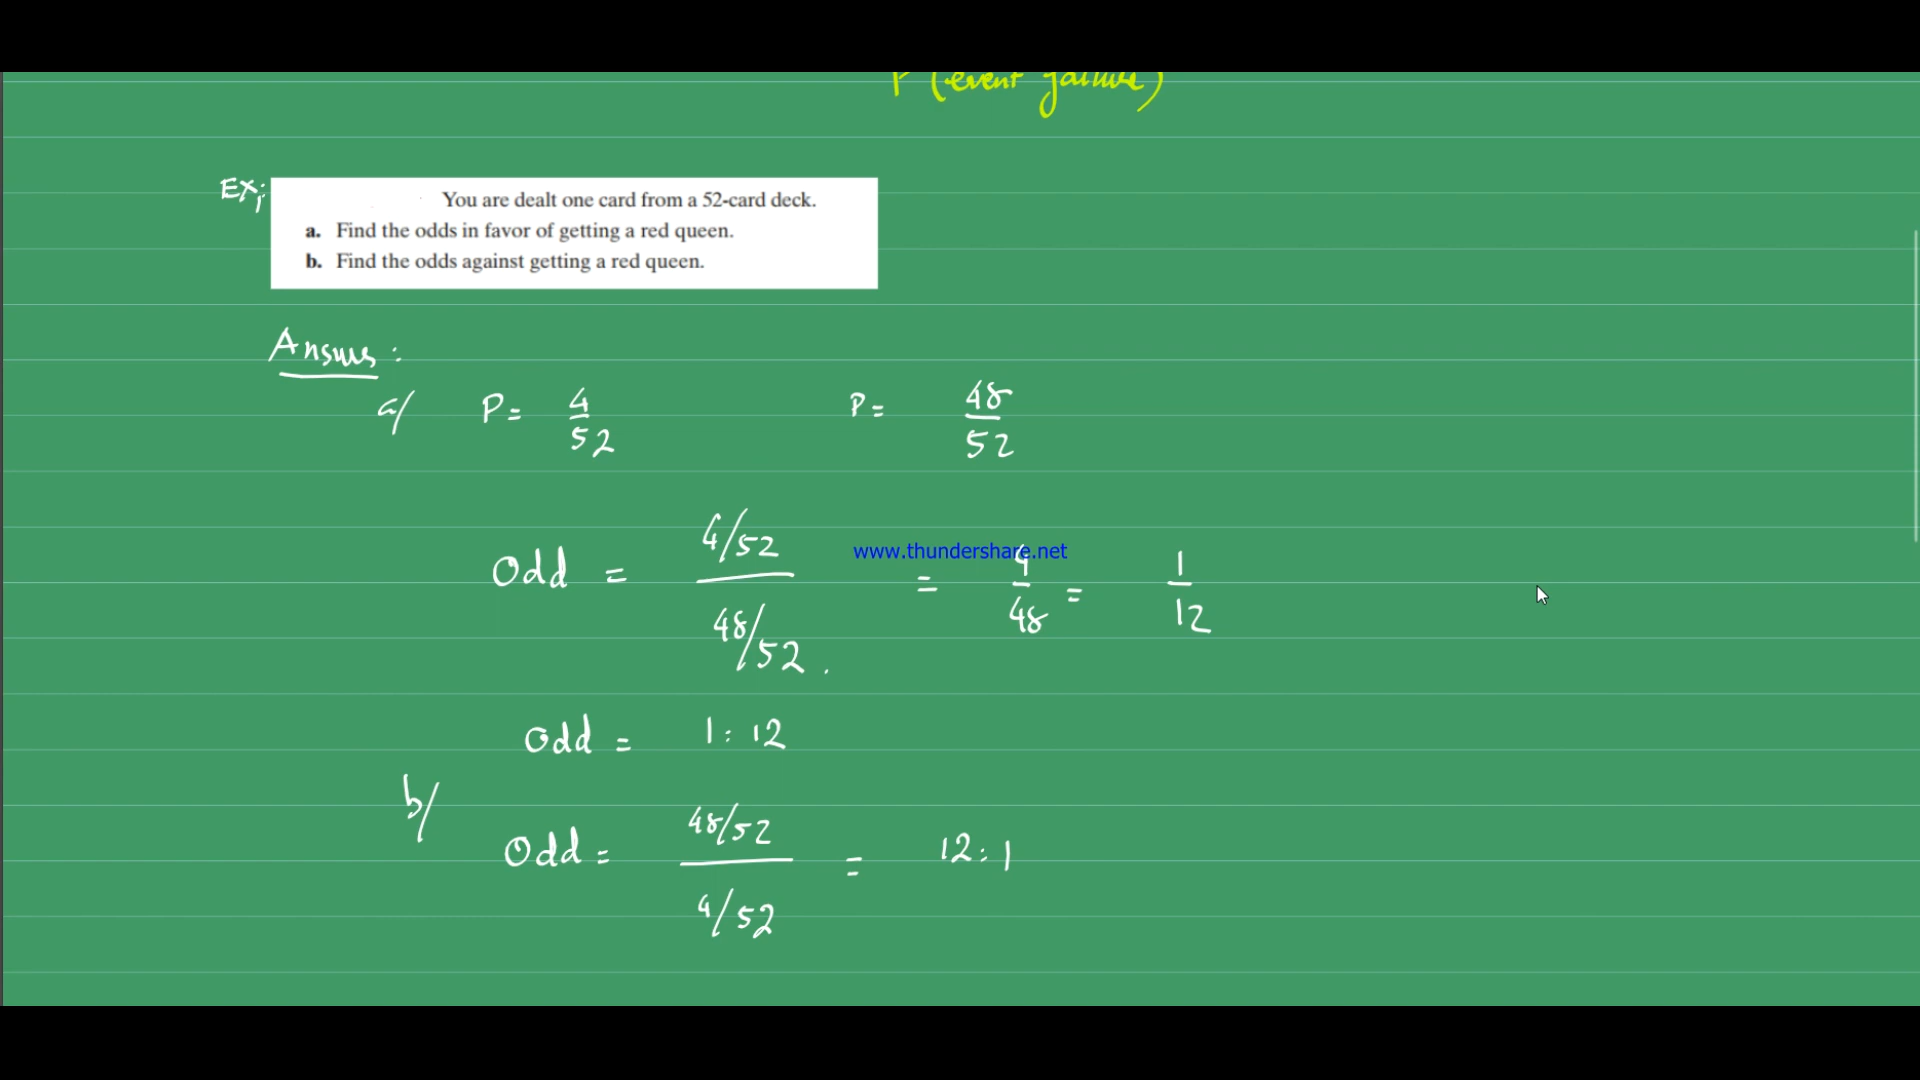 P (event failure)
Ex;
You are dealt one card from a 52-card deck.
a. Find the odds in favor of getting a red queen.
b. Find the odds against getting a red queen.
Answer:
a/ P = 4/52 P = 48/52
Odd = 4/52 / 48/52 . = 4/48 = 1/12
www.thundershare.net
Odd = 1 : 12
b/
Odd = 48/52 / 4/52 = 12 : 1